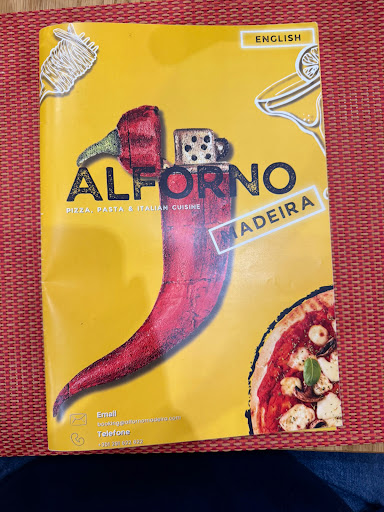 ENGLISH
ALFORNO
PIZZA, PASTA E ITALIAN CUISINE
MADEIRA
Email
Telefone